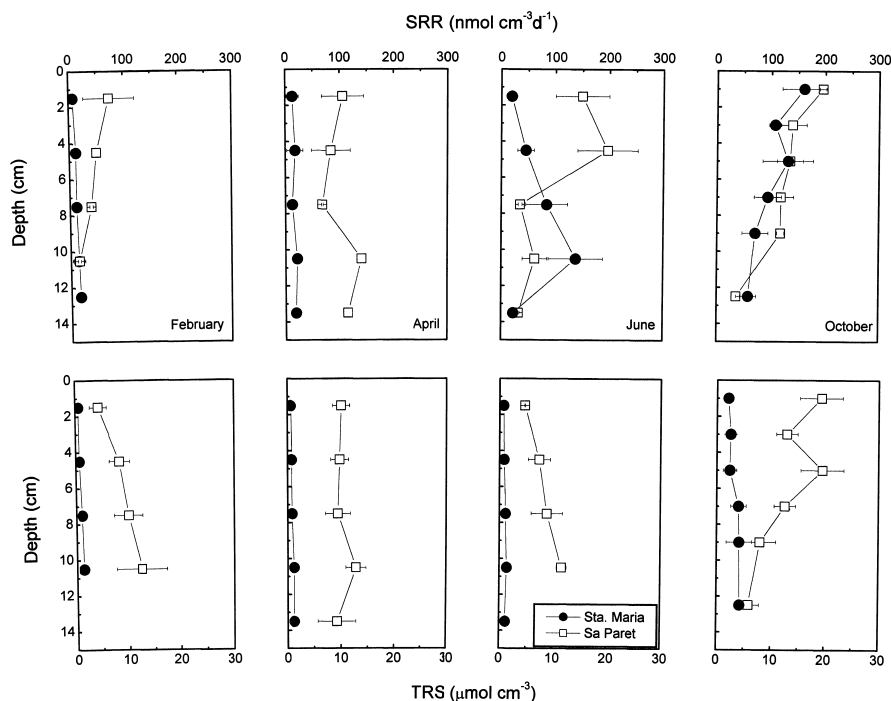 SRR (nmol cm⁻³d⁻¹)
0 100 200 300 0 100 200 300 0 100 200 300 0 100 200 300
Depth (cm)
0
2
4
6
8
10
12
14
February
April
June
October
Depth (cm)
0
2
4
6
8
10
12
14
Sta. Maria
Sa Paret
0 10 20 30 0 10 20 30 0 10 20 30 0 10 20 30
TRS (μmol cm⁻³)